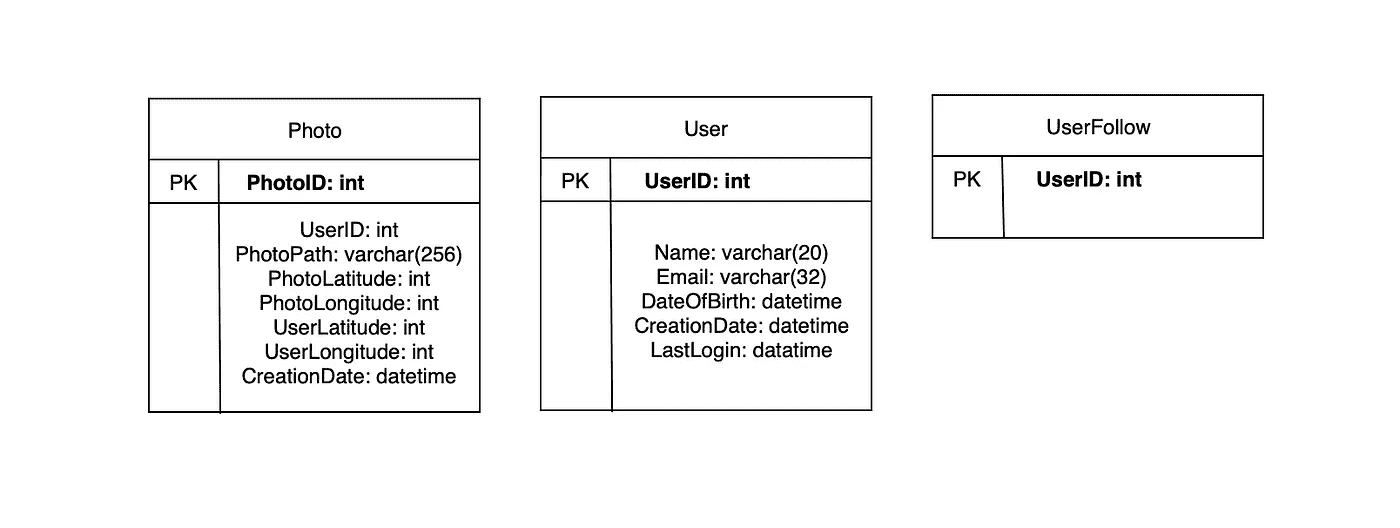 Photo
PK
PhotoID: int
UserID: int
PhotoPath: varchar(256)
PhotoLatitude: int
PhotoLongitude: int
UserLatitude: int
UserLongitude: int
CreationDate: datetime
User
PK
UserID: int
Name: varchar(20)
Email: varchar(32)
DateOfBirth: datetime
CreationDate: datetime
LastLogin: datatime
UserFollow
PK
UserID: int